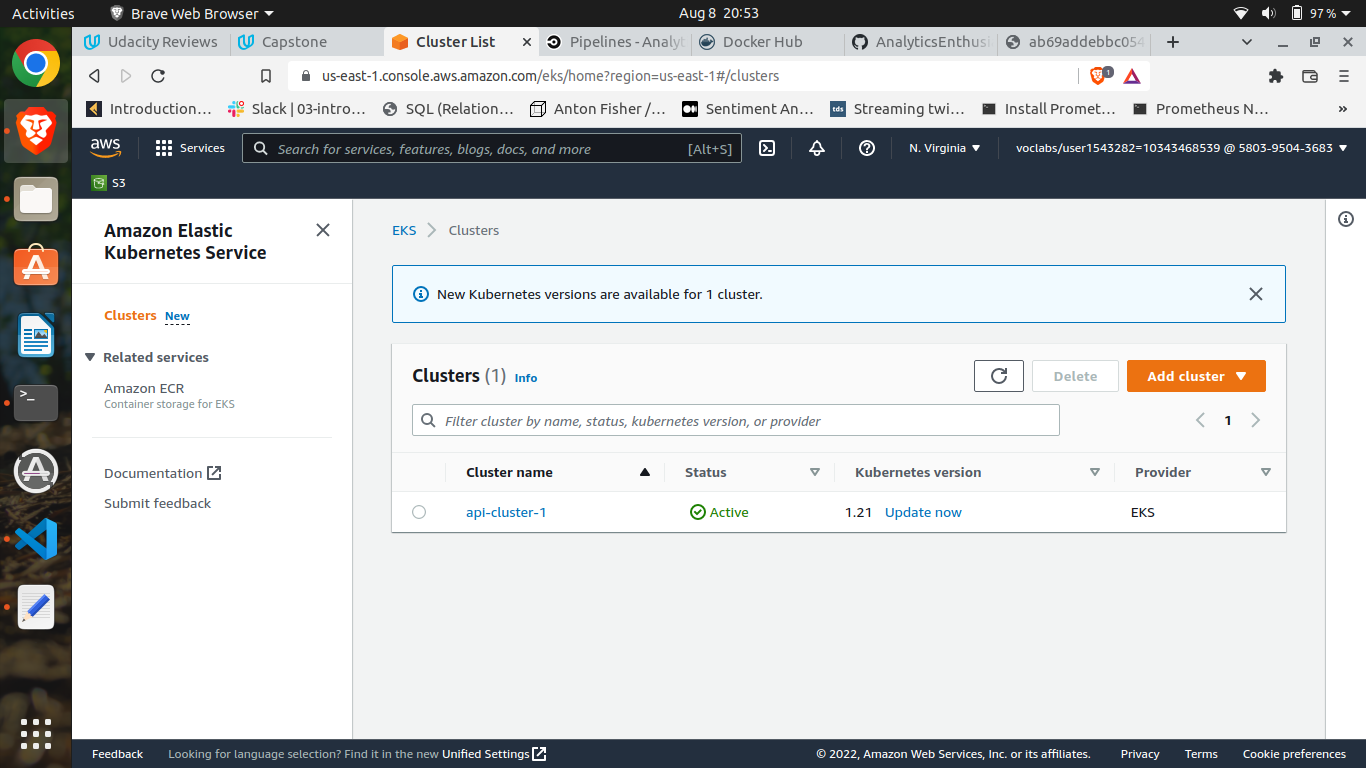 Activities Brave Web Browser Aug 8 20:53 97 %
Udacity Reviews Capstone Cluster List Pipelines - Analyt Docker Hub AnalyticsEnthusi ab69addebbc054
us-east-1.console.aws.amazon.com/eks/home?region=us-east-1#/clusters 1
Introduction… Slack | 03-intro… SQL (Relation… Anton Fisher /… Sentiment An… tds Streaming twi… Install Promet… Prometheus N… »
aws Services Search for services, features, blogs, docs, and more [Alt+S] N. Virginia voclabs/user1543282=10343468539 @ 5803-9504-3683
S3
Amazon Elastic
Kubernetes Service
Clusters New
Related services
Amazon ECR
Container storage for EKS
Documentation
Submit feedback
EKS Clusters
New Kubernetes versions are available for 1 cluster.
Clusters (1) Info Delete Add cluster
Filter cluster by name, status, kubernetes version, or provider 1
Cluster name Status Kubernetes version Provider
api-cluster-1 Active 1.21 Update now EKS
Feedback Looking for language selection? Find it in the new Unified Settings © 2022, Amazon Web Services, Inc. or its affiliates. Privacy Terms Cookie preferences